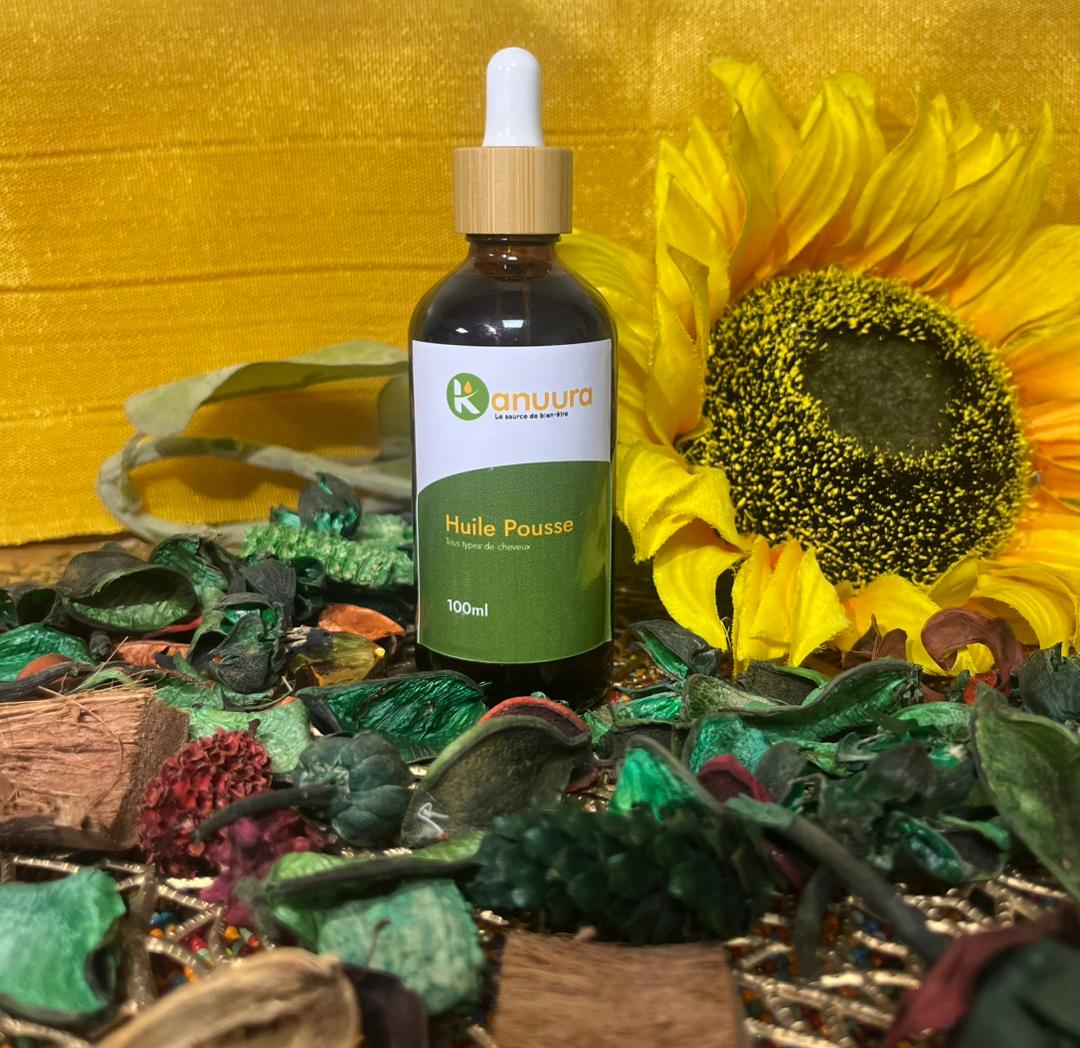 Kanuura
La source de bien-être
Huile Pousse
Tous types de cheveux
100ml